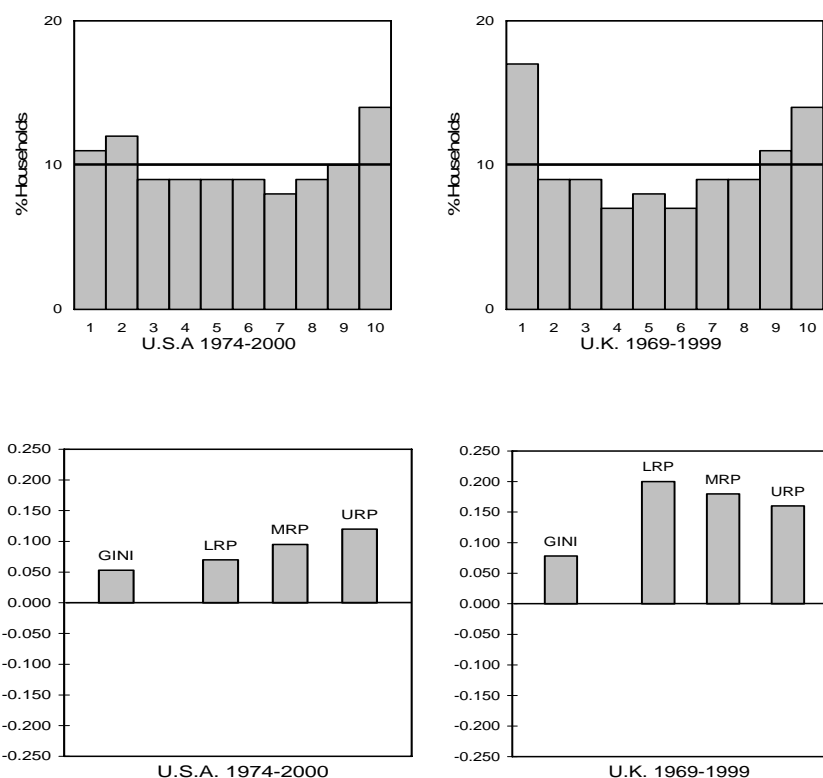 20
10
0
% Households
1 2 3 4 5 6 7 8 9 10
U.S.A 1974-2000
20
10
0
% Households
1 2 3 4 5 6 7 8 9 10
U.K. 1969-1999
0.250
0.200
0.150
0.100
0.050
0.000
-0.050
-0.100
-0.150
-0.200
-0.250
GINI
LRP
MRP
URP
U.S.A. 1974-2000
0.250
0.200
0.150
0.100
0.050
0.000
-0.050
-0.100
-0.150
-0.200
-0.250
GINI
LRP
MRP
URP
U.K. 1969-1999